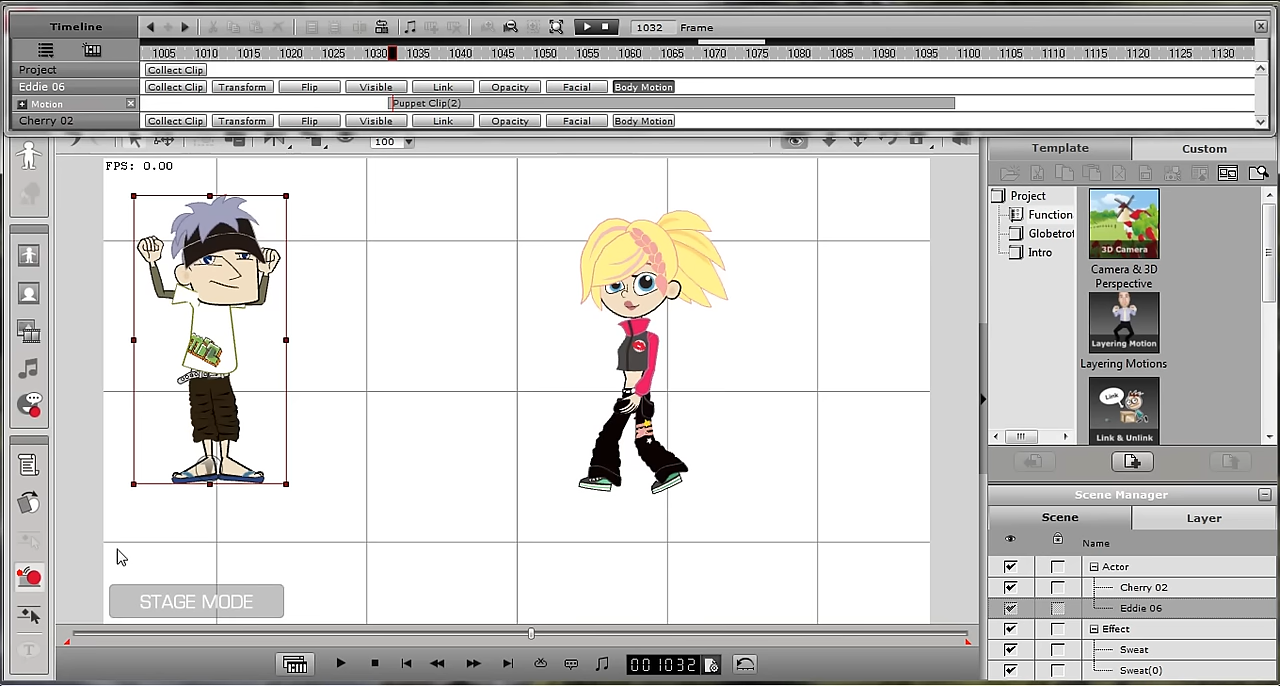 Timeline
1032 Frame
1005 1010 1015 1020 1025 1030 1035 1040 1045 1050 1055 1060 1065 1070 1075 1080 1085 1090 1095 1100 1105 1110 1115 1120 1125 1130
Project Collect Clip
Eddie 06 Collect Clip Transform Flip Visible Link Opacity Facial Body Motion
Motion Puppet Clip(2)
Cherry 02 Collect Clip Transform Flip Visible Link Opacity Facial Body Motion
100
FPS: 0.00
STAGE MODE
001032
Template Custom
Project
Function
Globetrot
Intro
3D Camera
Camera & 3D
Perspective
Layering Motion
Layering Motions
Link
Link & Unlink
Scene Manager
Scene Layer
Name
Actor
Cherry 02
Eddie 06
Effect
Sweat
Sweat(0)
T